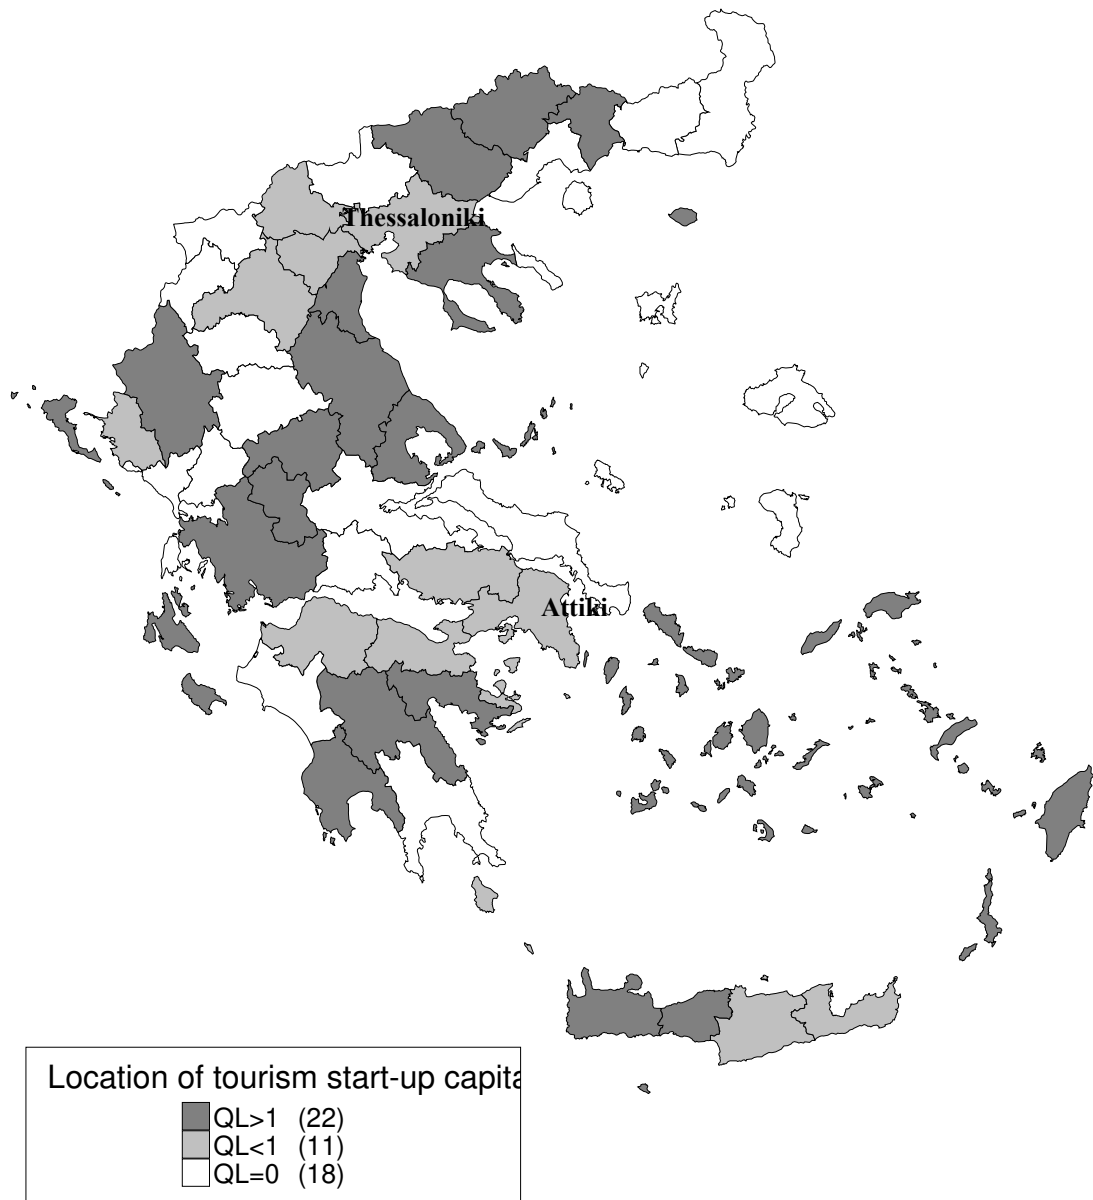 Thessaloniki
Attiki
Location of tourism start-up capita
QL>1 (22)
QL<1 (11)
QL=0 (18)